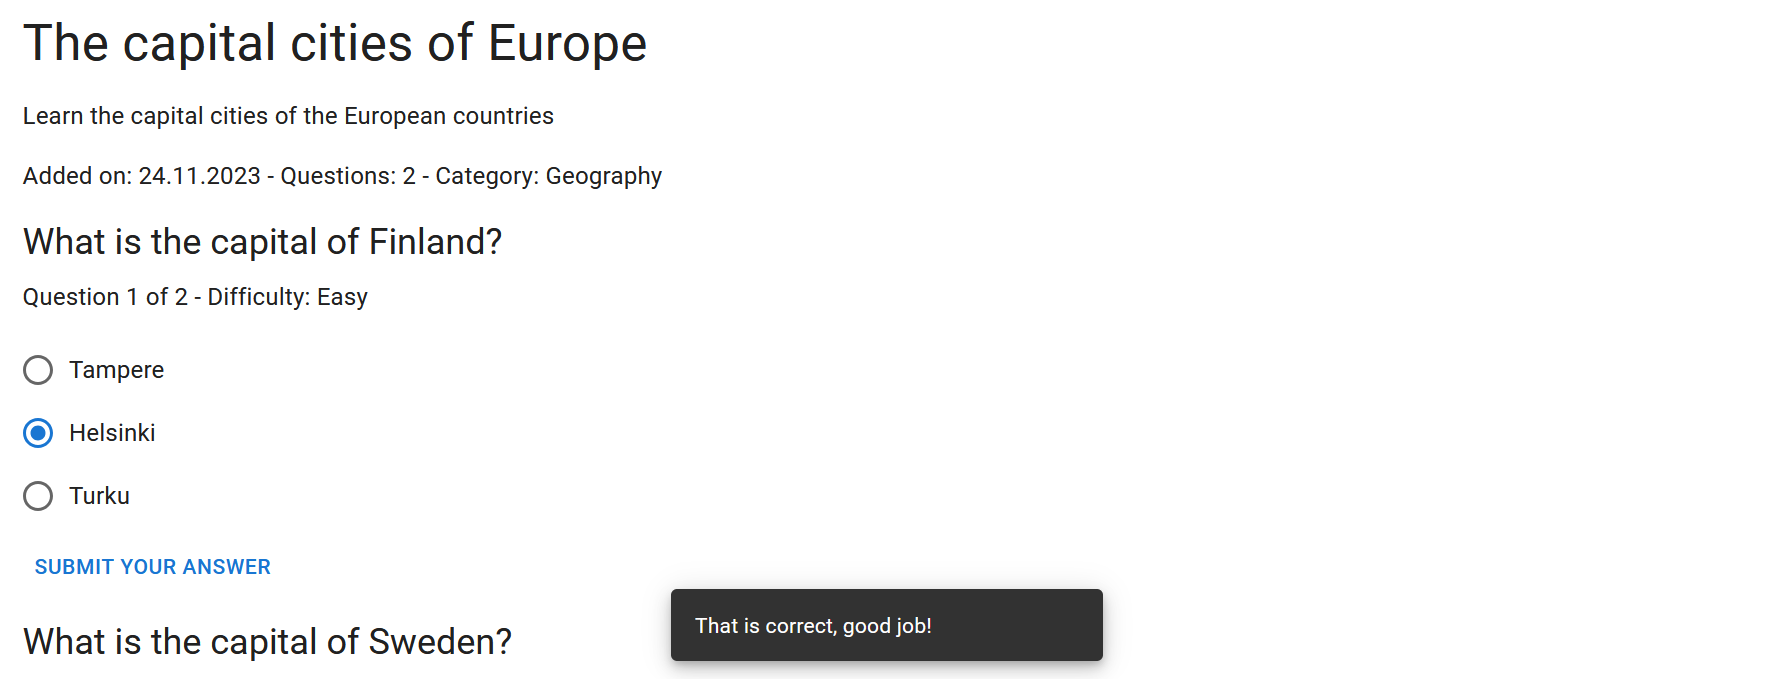 The capital cities of Europe
Learn the capital cities of the European countries
Added on: 24.11.2023 - Questions: 2 - Category: Geography
What is the capital of Finland?
Question 1 of 2 - Difficulty: Easy
Tampere
Helsinki
Turku
SUBMIT YOUR ANSWER
That is correct, good job!
What is the capital of Sweden?